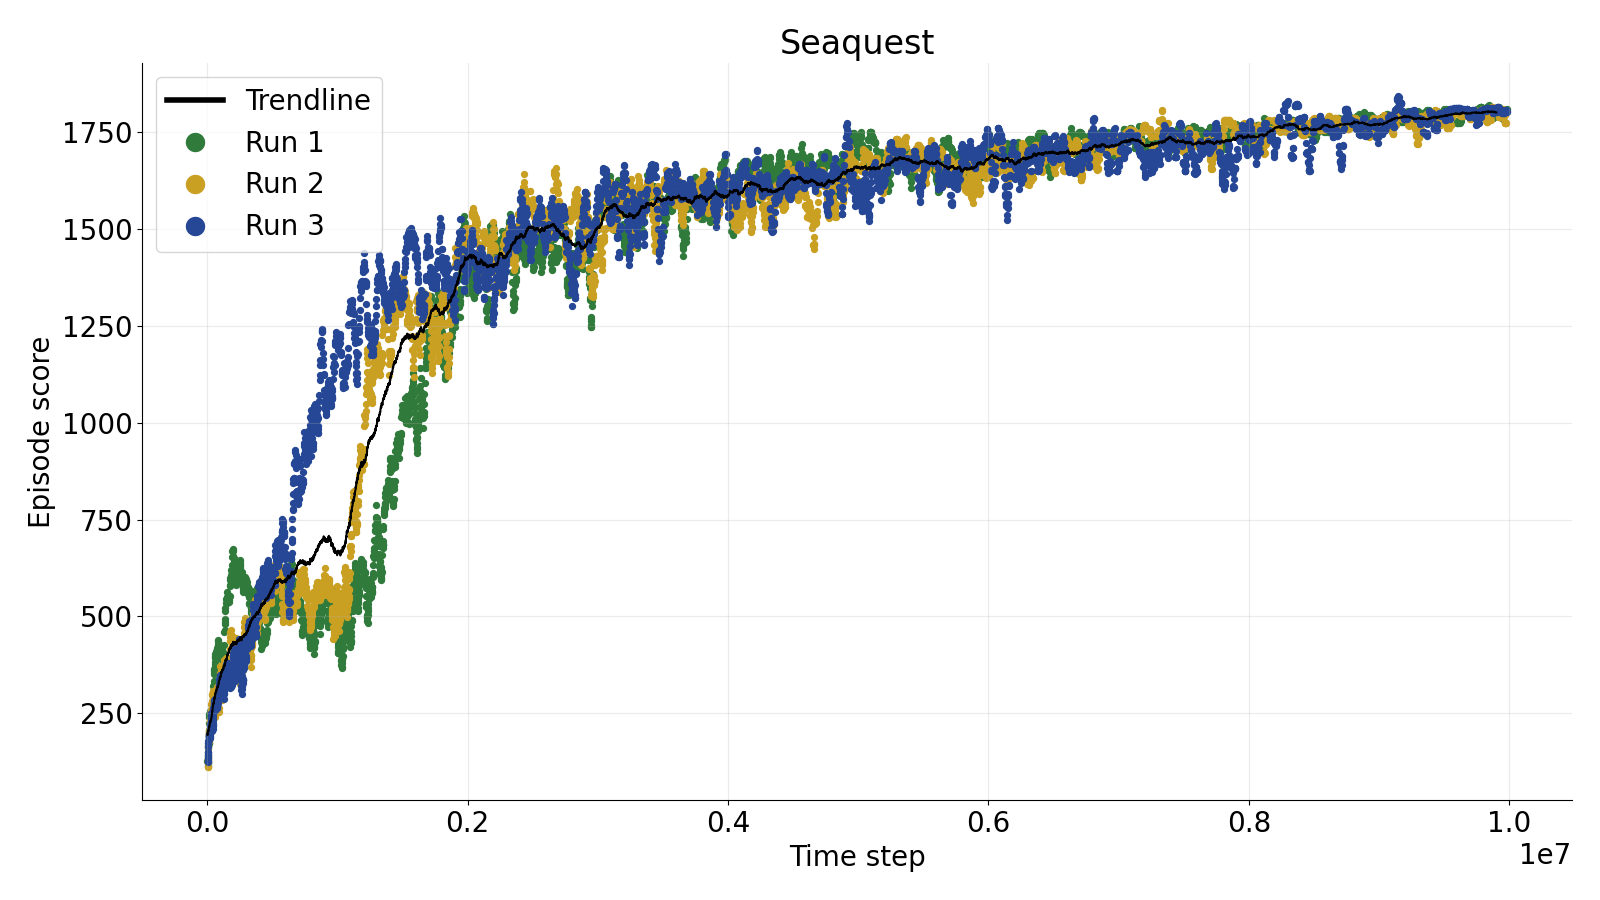 Seaquest
Trendline
Run 1
Run 2
Run 3
1750
1500
1250
1000
750
500
250
Episode score
0.0 0.2 0.4 0.6 0.8 1.0
1e7
Time step